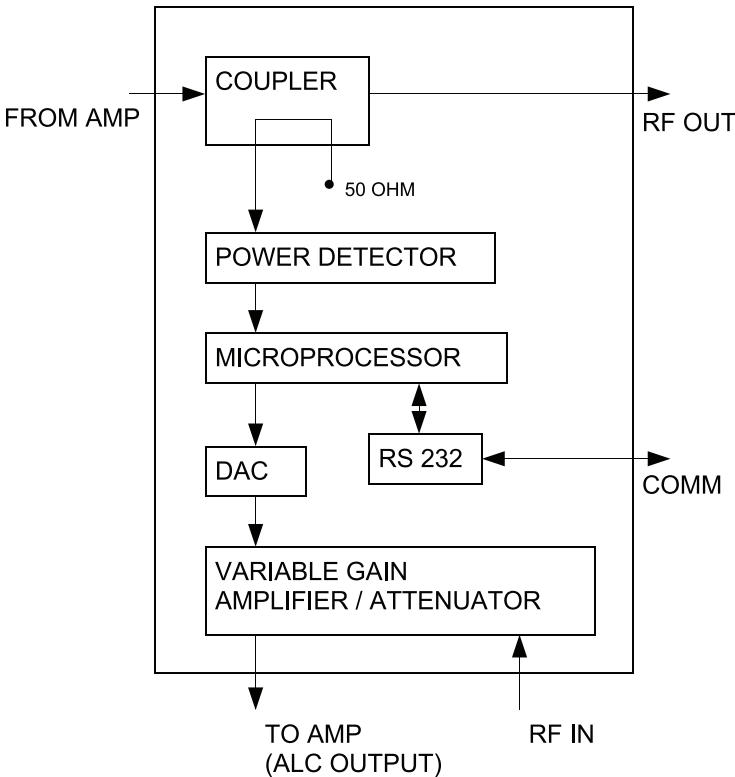 COUPLER
FROM AMP
RF OUT
50 OHM
POWER DETECTOR
MICROPROCESSOR
DAC
RS 232
COMM
VARIABLE GAIN
AMPLIFIER / ATTENUATOR
TO AMP
(ALC OUTPUT)
RF IN